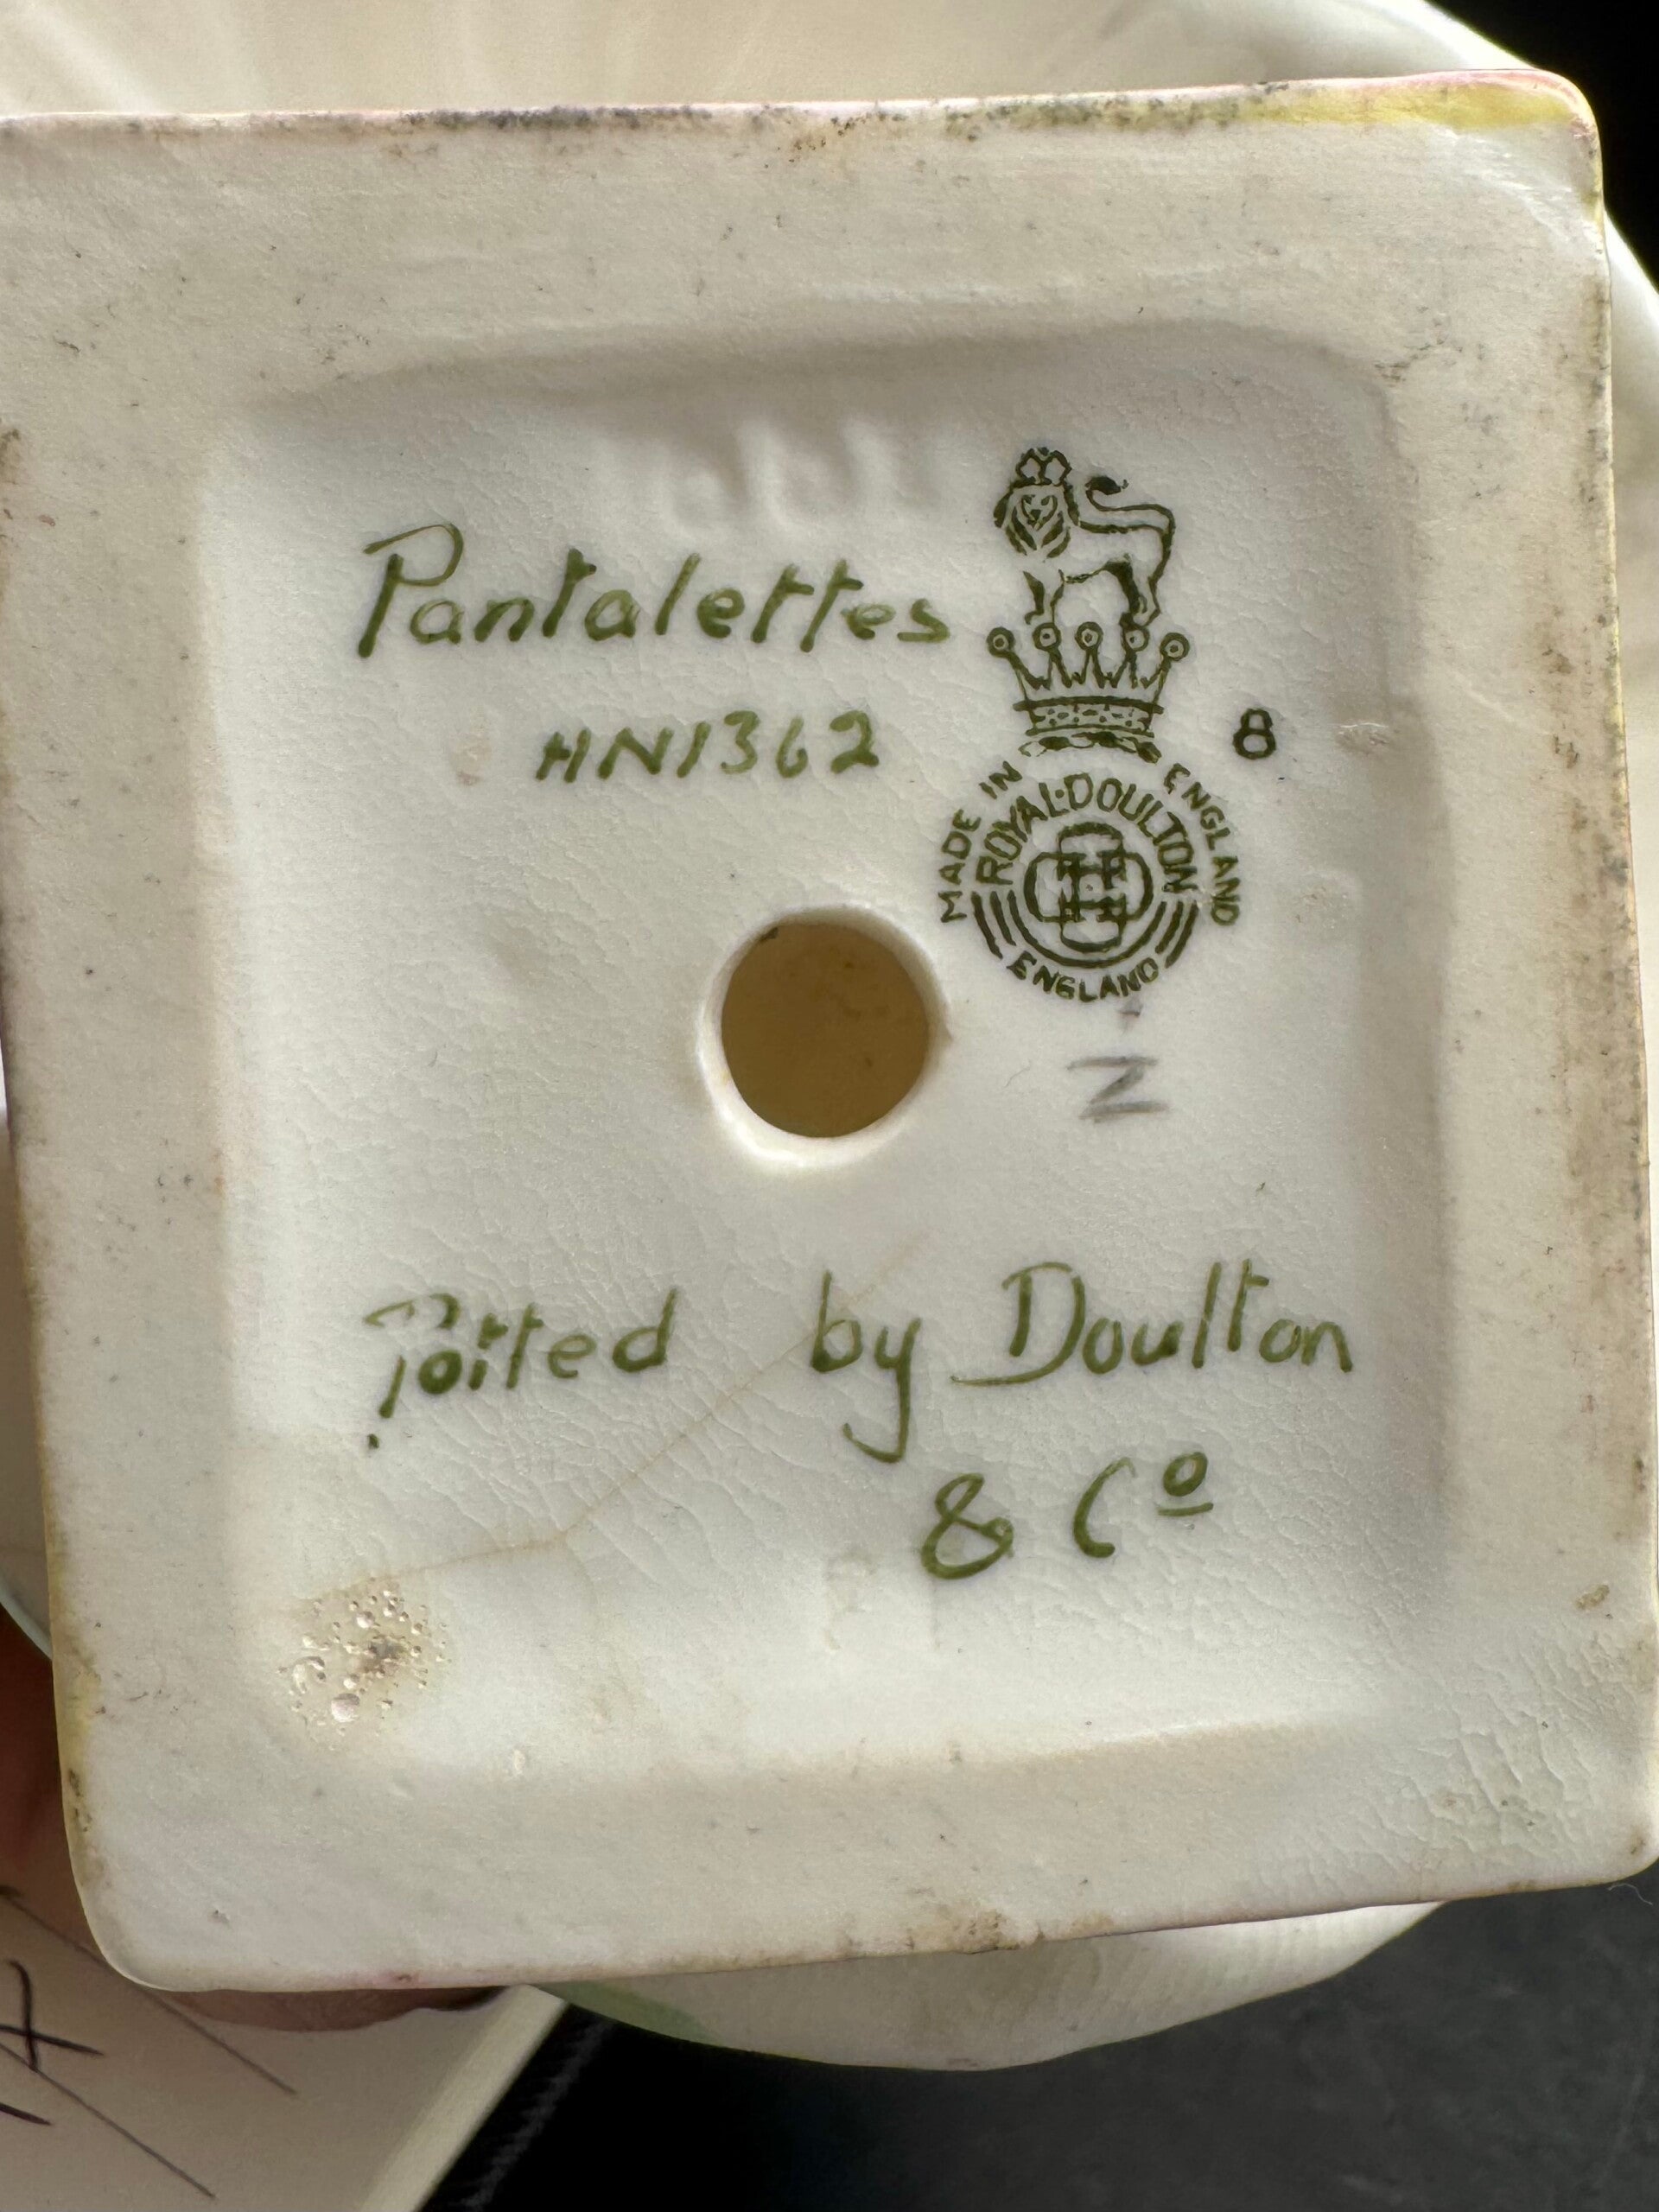 Pantalettes
HN1362
8
MADE IN ENGLAND
ROYAL·DOULTON
ENGLAND
N
Potted by Doulton
& Cº